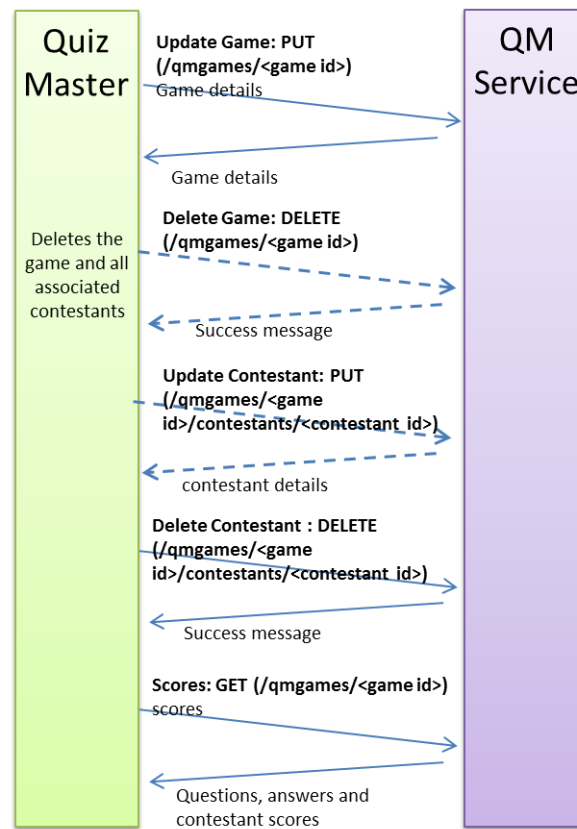 Quiz
Master
QM
Service
Update Game: PUT
(/qmgames/<game id>)
Game details
Game details
Delete Game: DELETE
(/qmgames/<game id>)
Deletes the
game and all
associated
contestants
Success message
Update Contestant: PUT
(/qmgames/<game
id>/contestants/<contestant id>)
contestant details
Delete Contestant : DELETE
(/qmgames/<game
id>/contestants/<contestant id>)
Success message
Scores: GET (/qmgames/<game id>)
scores
Questions, answers and
contestant scores